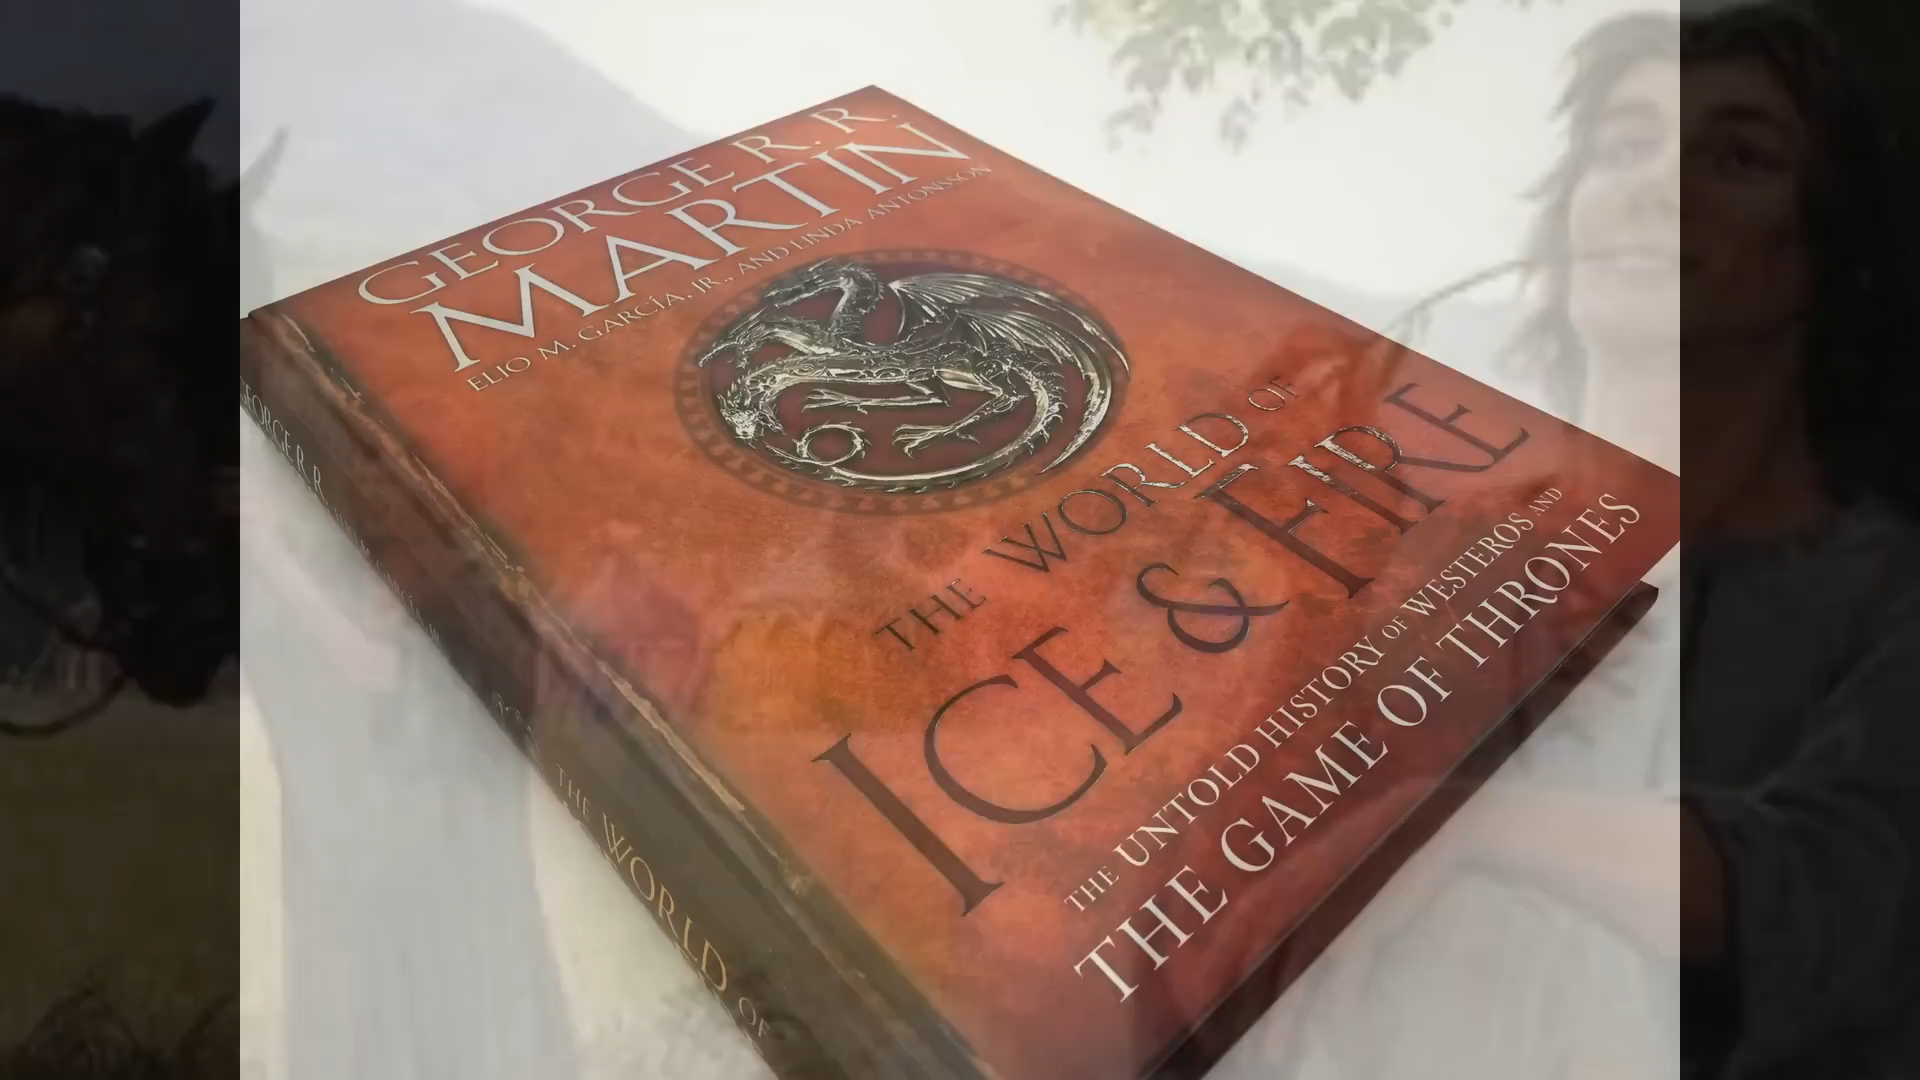 GEORGE R. R.
MARTIN
ELIO M. GARCÍA, JR., AND LINDA ANTONSSON
THE WORLD OF
ICE & FIRE
THE UNTOLD HISTORY OF WESTEROS AND
THE GAME OF THRONES
GEORGE R. R.
THE WORLD OF